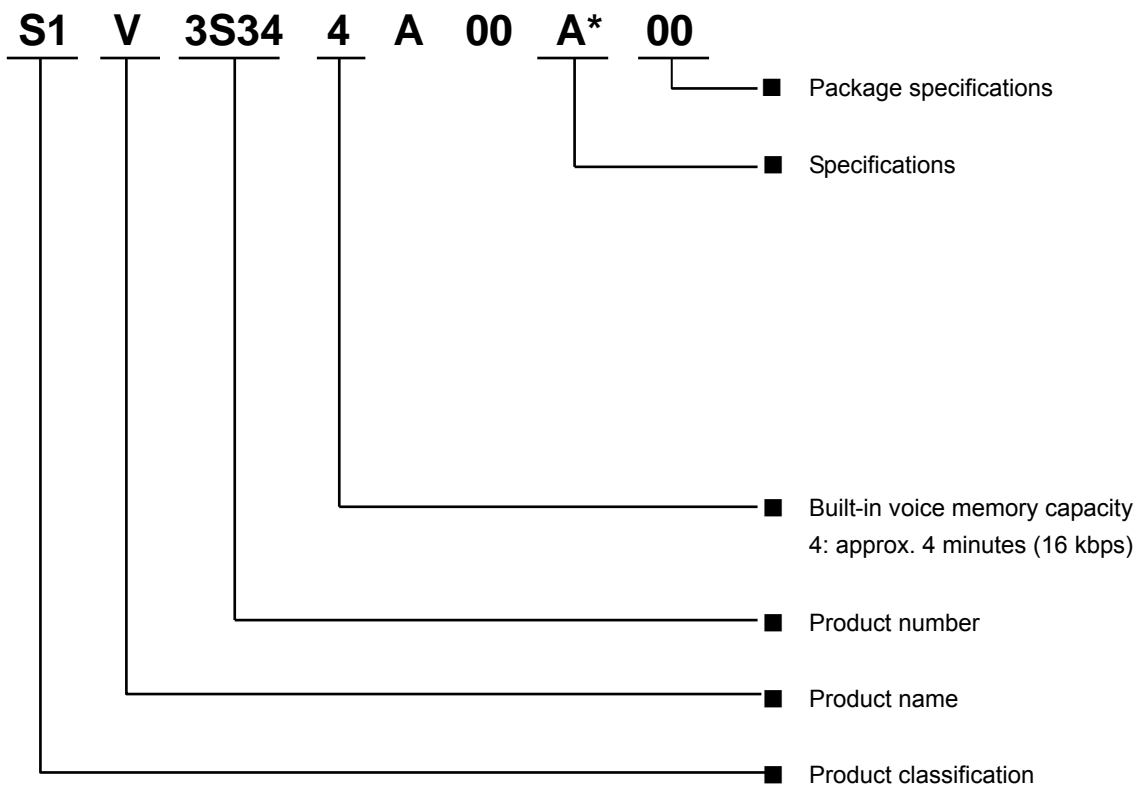 S1 V 3S34 4 A 00 A* 00
■ Package specifications
■ Specifications
■ Built-in voice memory capacity
4: approx. 4 minutes (16 kbps)
■ Product number
■ Product name
■ Product classification